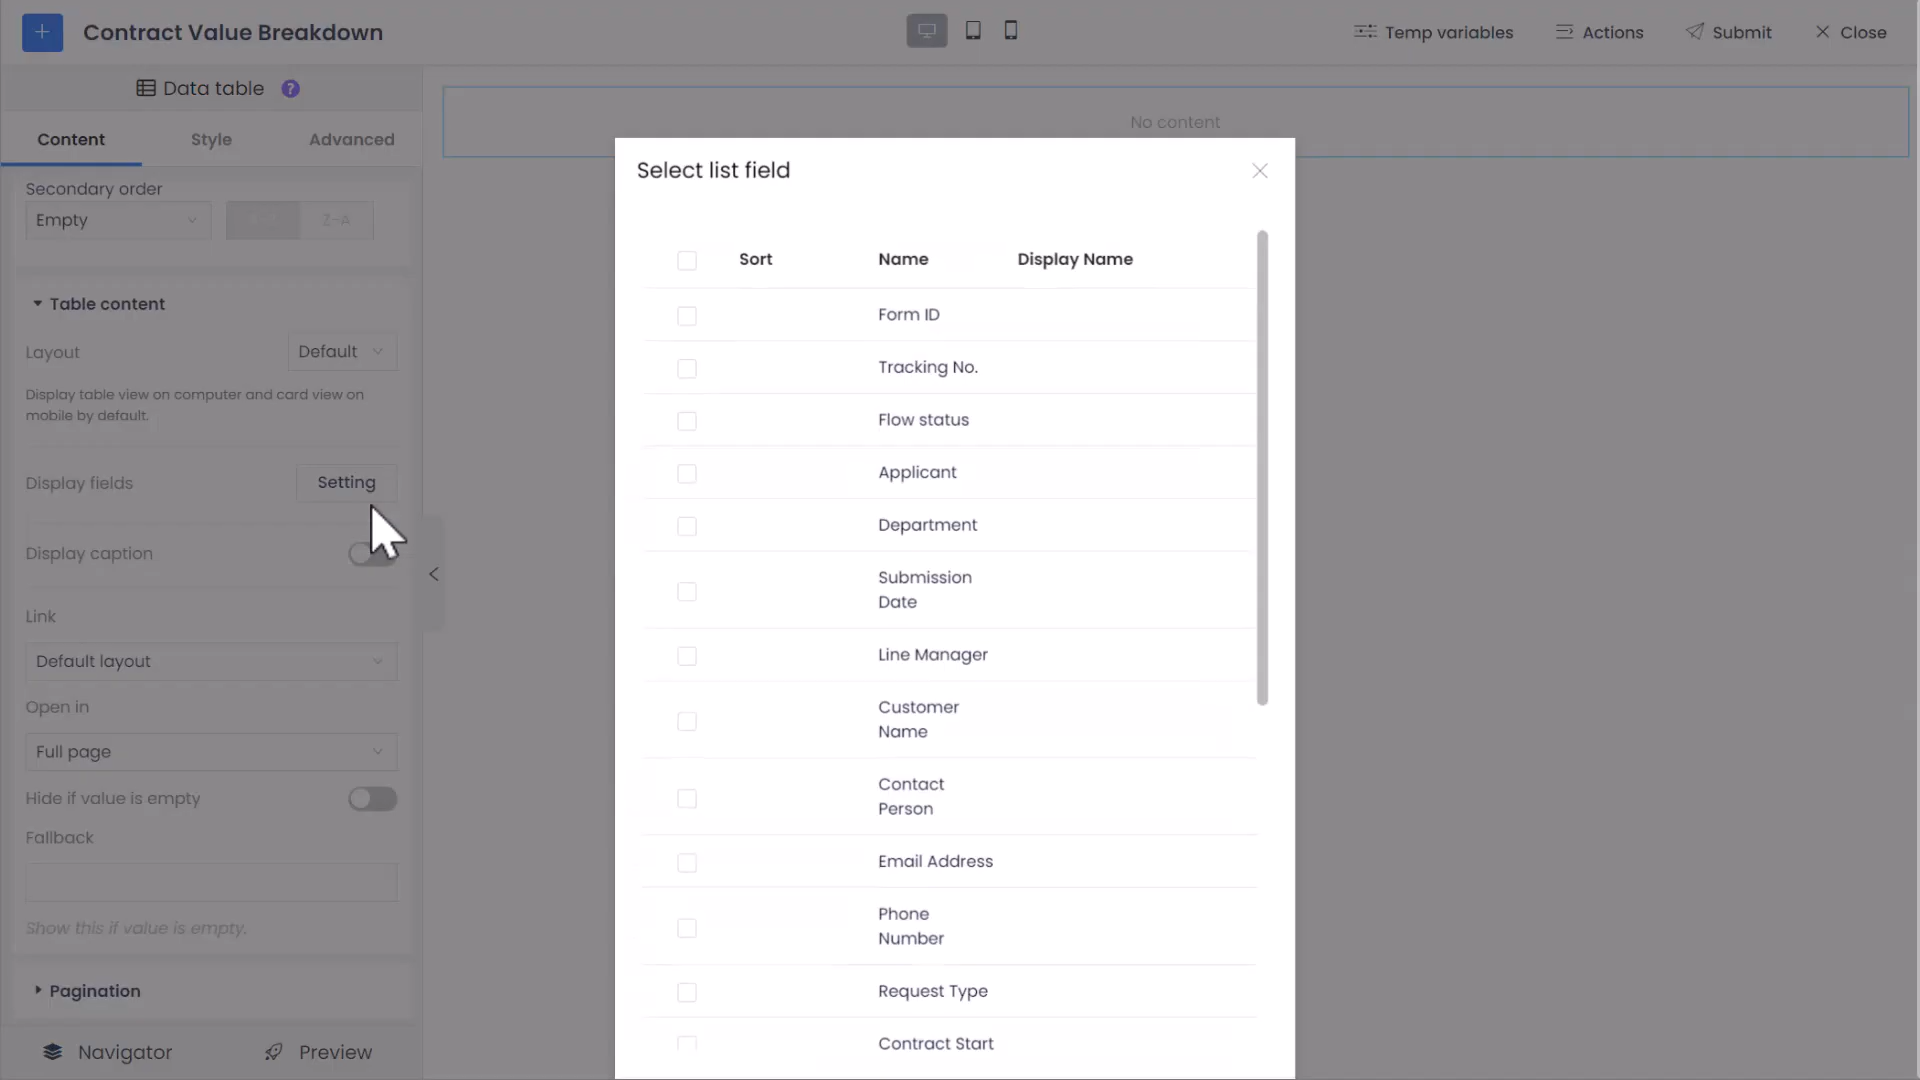 Contract Value Breakdown
Temp variables
Actions
Submit
Close
Data table
?
Content
Style
Advanced
Secondary order
Empty
Z–A
Table content
Layout
Default
Display table view on computer and card view on
mobile by default.
Display fields
Setting
Display caption
Link
Default layout
Open in
Full page
Hide if value is empty
Fallback
Show this if value is empty.
Pagination
Navigator
Preview
No content
Select list field
Sort
Name
Display Name
Form ID
Tracking No.
Flow status
Applicant
Department
Submission
Date
Line Manager
Customer
Name
Contact
Person
Email Address
Phone
Number
Request Type
Contract Start